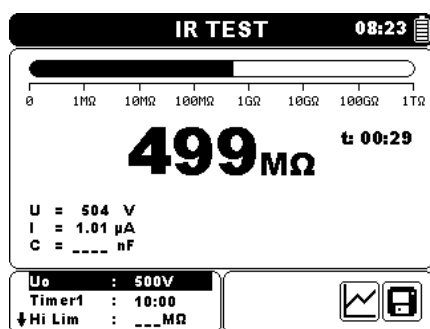 IR TEST 08:23
0 1MΩ 10MΩ 100MΩ 1GΩ 10GΩ 100GΩ 1TΩ
499MΩ t: 00:29
U = 504 V
I = 1.01 µA
C = ____ nF
Uo : 500V
Timer1 : 10:00
↓Hi Lim : ___MΩ